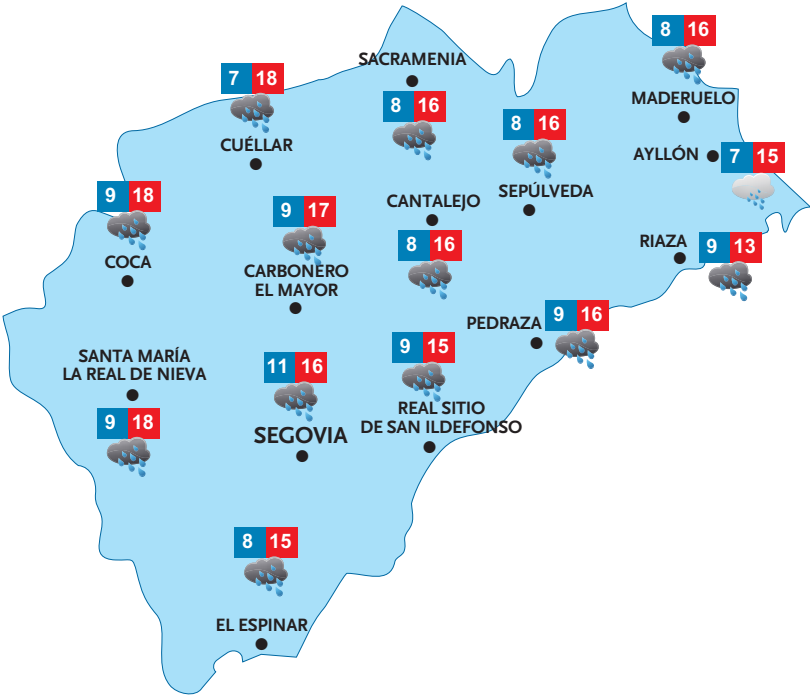 8 16
MADERUELO
SACRAMENIA
8 16
7 18
CUÉLLAR
8 16
SEPÚLVEDA
AYLLÓN
7 15
9 18
COCA
9 17
CARBONERO
EL MAYOR
CANTALEJO
8 16
RIAZA
9 13
PEDRAZA
9 16
SANTA MARÍA
LA REAL DE NIEVA
9 18
11 16
SEGOVIA
9 15
REAL SITIO
DE SAN ILDEFONSO
8 15
EL ESPINAR